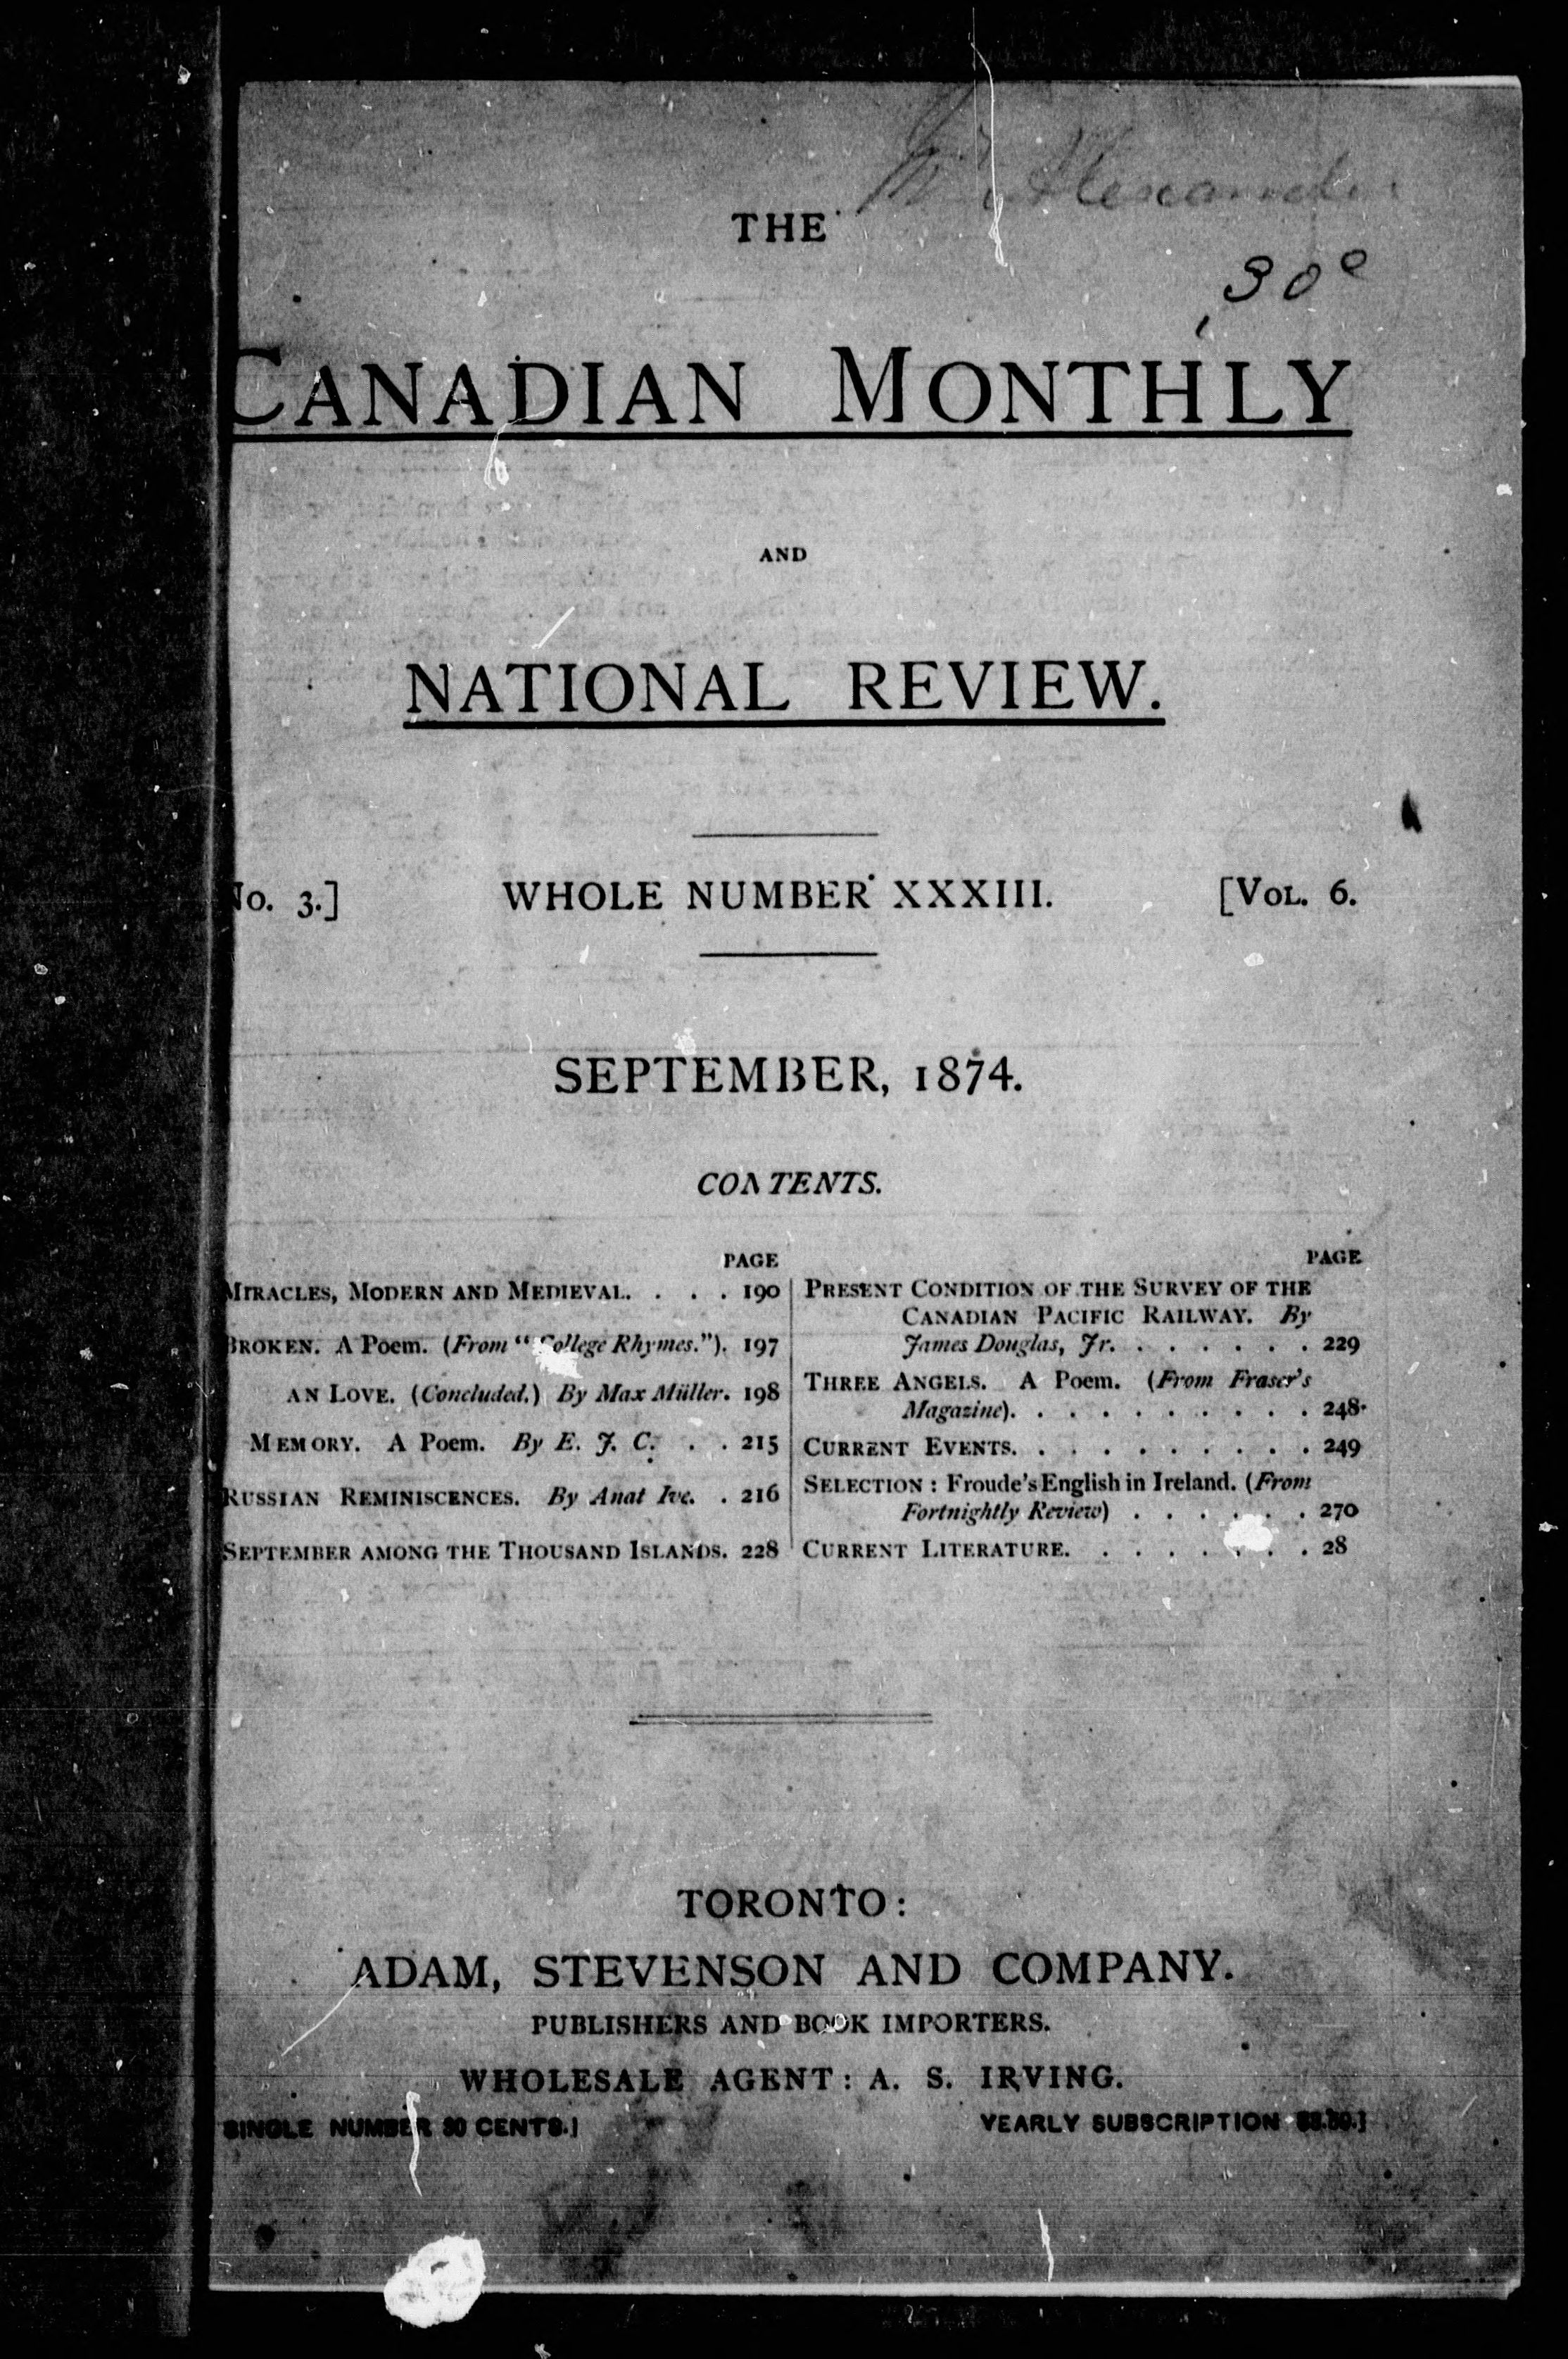 Mr Alexander
THE
30c
CANADIAN MONTHLY
AND
NATIONAL REVIEW.
No. 3.] WHOLE NUMBER XXXIII. [VOL. 6.
SEPTEMBER, 1874.
CONTENTS.
PAGE
MIRACLES, MODERN AND MEDIEVAL. . . . . 190
BROKEN. A Poem. (From "College Rhymes."). 197
AN LOVE. (Concluded.) By Max Müller. 198
MEMORY. A Poem. By E. J. C. . . 215
RUSSIAN REMINISCENCES. By Anat Ive. . 216
SEPTEMBER AMONG THE THOUSAND ISLANDS. 228
PAGE
PRESENT CONDITION OF THE SURVEY OF THE
CANADIAN PACIFIC RAILWAY. By
James Douglas, Jr. . . . . . . 229
THREE ANGELS. A Poem. (From Fraser's
Magazine). . . . . . . . . . 248
CURRENT EVENTS. . . . . . . . . . 249
SELECTION : Froude's English in Ireland. (From
Fortnightly Review) . . . . . . 270
CURRENT LITERATURE. . . . . . . . 28
TORONTO:
ADAM, STEVENSON AND COMPANY.
PUBLISHERS AND BOOK IMPORTERS.
WHOLESALE AGENT: A. S. IRVING.
SINGLE NUMBER 30 CENTS.] YEARLY SUBSCRIPTION